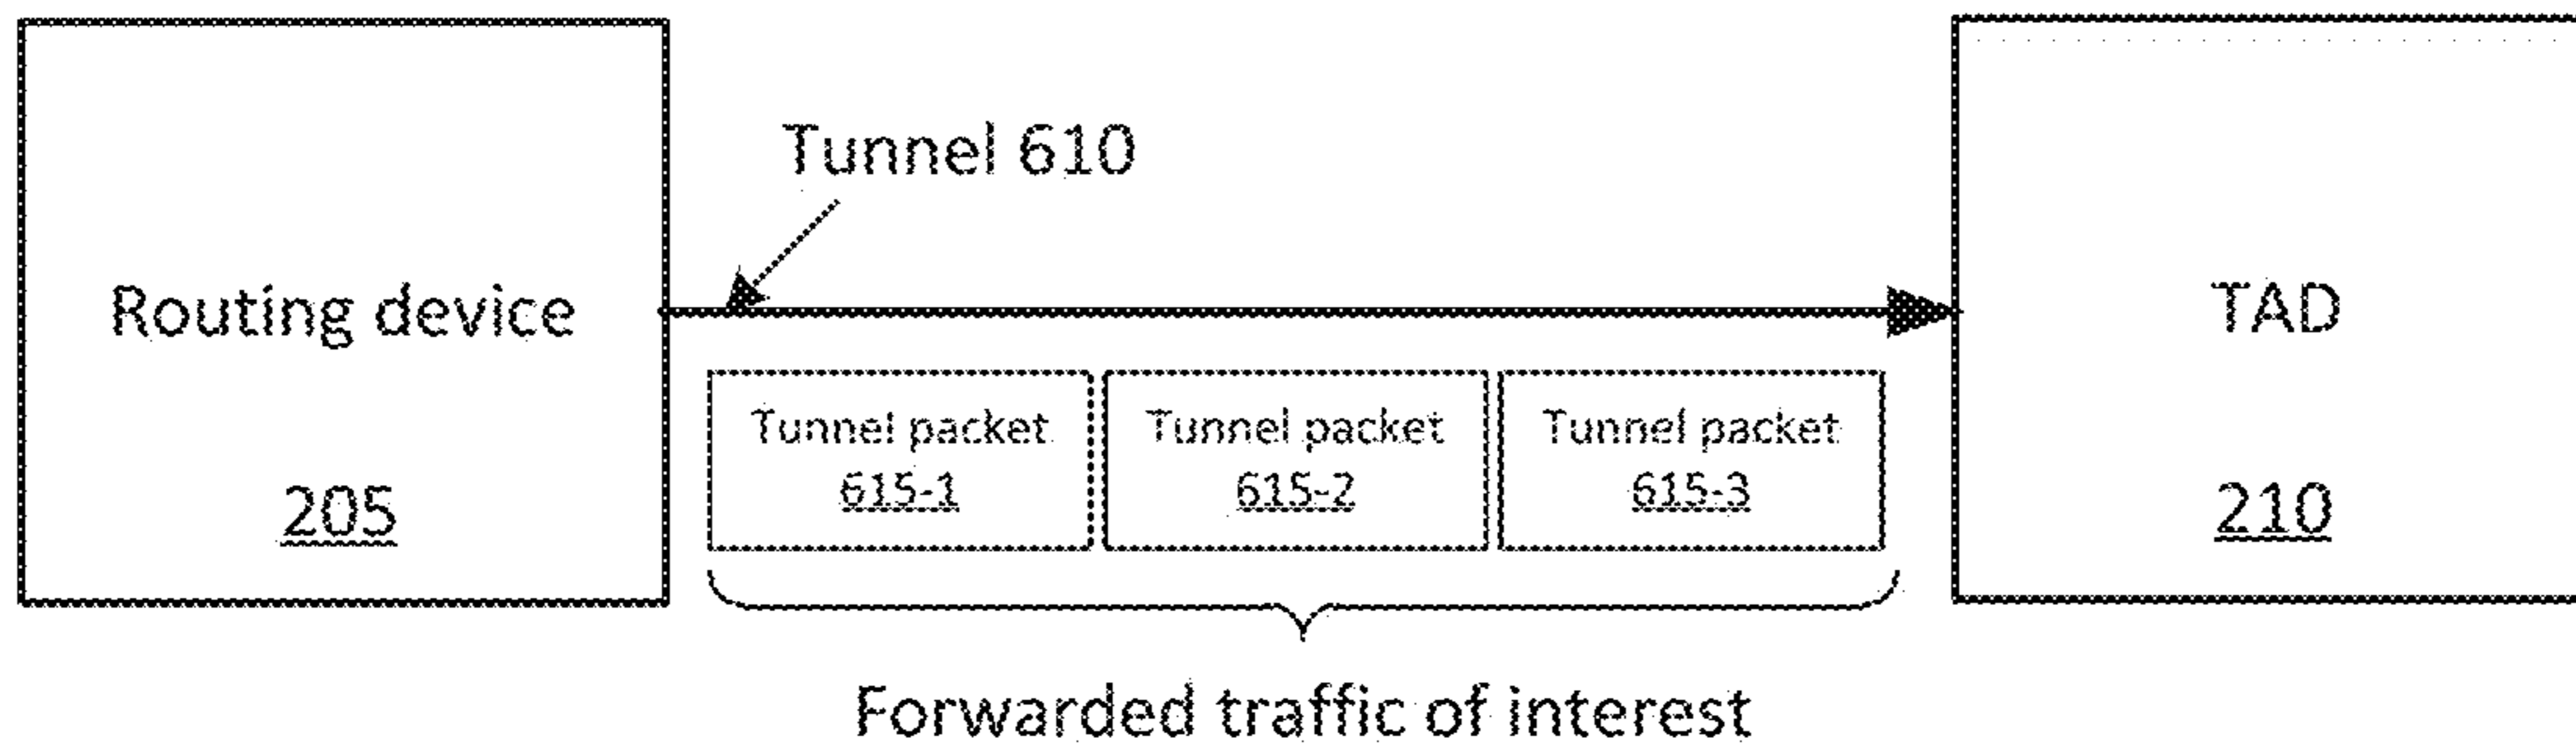 Tunnel 610
Routing device
205
TAD
210
Tunnel packet
615-1
Tunnel packet
615-2
Tunnel packet
615-3
Forwarded traffic of interest